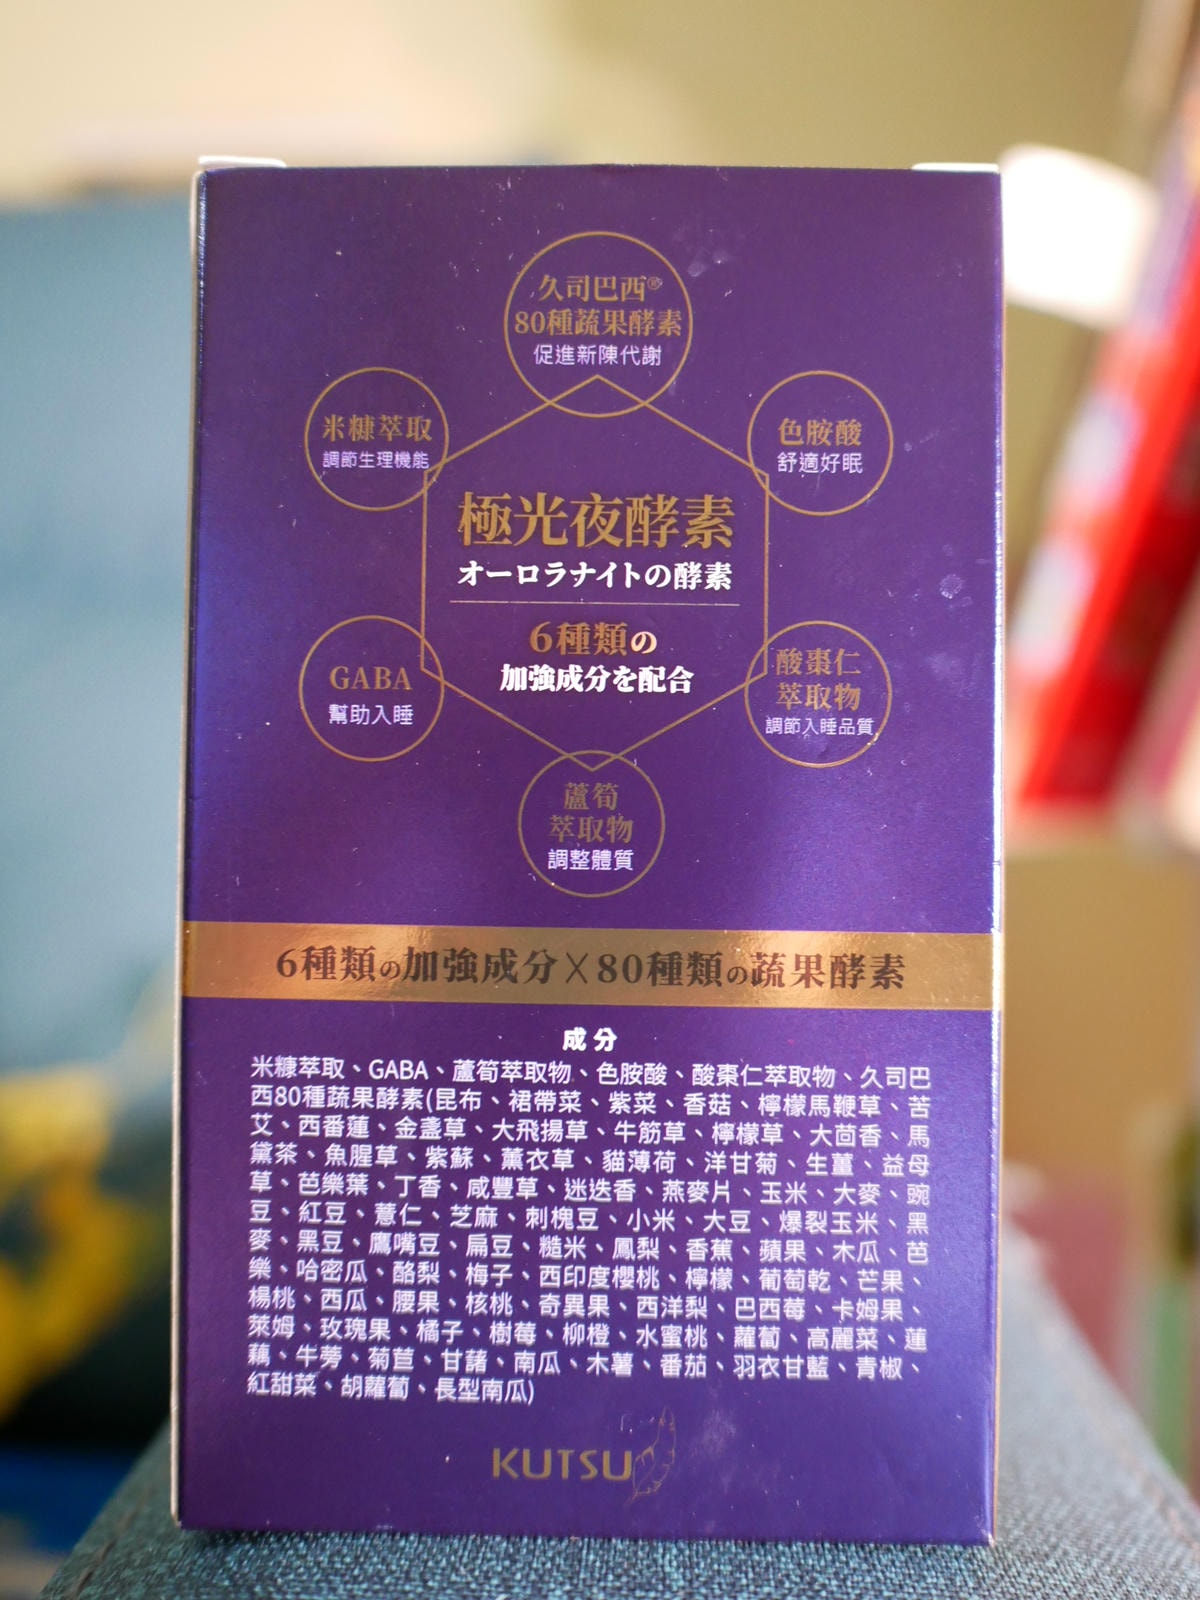 久司巴西®
80種蔬果酵素
促進新陳代謝
米糠萃取
調節生理機能
色胺酸
舒適好眠
極光夜酵素
オーロラナイトの酵素
6種類の
加強成分を配合
GABA
幫助入睡
酸棗仁
萃取物
調節入睡品質
蘆筍
萃取物
調整體質
6種類の加強成分X80種類の蔬果酵素
成分
米糠萃取、GABA、蘆筍萃取物、色胺酸、酸棗仁萃取物、久司巴
西80種蔬果酵素(昆布、裙帶菜、紫菜、香菇、檸檬馬鞭草、苦
艾、西番蓮、金盞草、大飛揚草、牛筋草、檸檬草、大茴香、馬
黛茶、魚腥草、紫蘇、薰衣草、貓薄荷、洋甘菊、生薑、益母
草、芭樂葉、丁香、咸豐草、迷迭香、燕麥片、玉米、大麥、豌
豆、紅豆、薏仁、芝麻、刺槐豆、小米、大豆、爆裂玉米、黑
麥、黑豆、鷹嘴豆、扁豆、糙米、鳳梨、香蕉、蘋果、木瓜、芭
樂、哈密瓜、酪梨、梅子、西印度櫻桃、檸檬、葡萄乾、芒果、
楊桃、西瓜、腰果、核桃、奇異果、西洋梨、巴西莓、卡姆果、
萊姆、玫瑰果、橘子、樹莓、柳橙、水蜜桃、蘿蔔、高麗菜、蓮
藕、牛蒡、菊苣、甘藷、南瓜、木薯、番茄、羽衣甘藍、青椒、
紅甜菜、胡蘿蔔、長型南瓜)
KUTSU